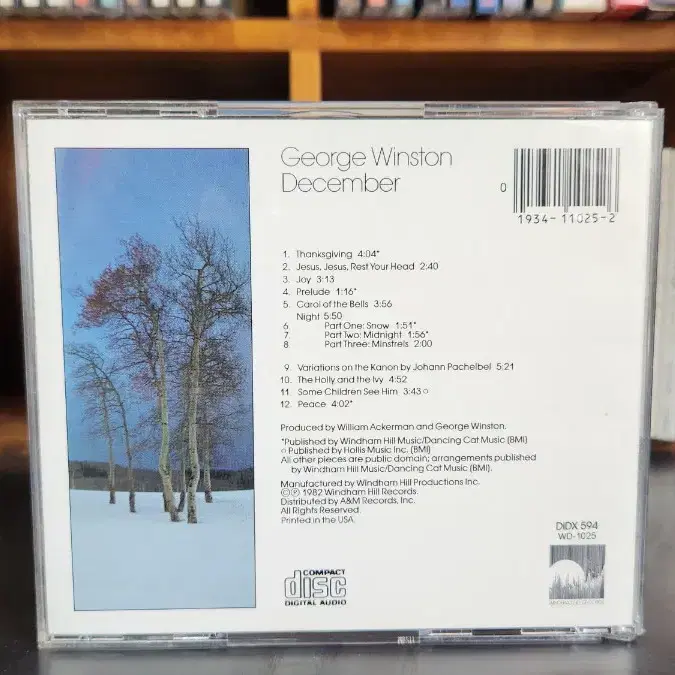 George Winston
December
0
1934-11025-2
1. Thanksgiving 4:04*
2. Jesus, Jesus, Rest Your Head 2:40
3. Joy 3:13
4. Prelude 1:16*
5. Carol of the Bells 3:56
Night 5:50
6 Part One: Snow 1:51*
7 Part Two: Midnight 1:56*
8 Part Three: Minstrels 2:00
9. Variations on the Kanon by Johann Pachelbel 5:21
10. The Holly and the Ivy 4:52
11. Some Children See Him 3:43○
12. Peace 4:02*
Produced by William Ackerman and George Winston.
*Published by Windham Hill Music/Dancing Cat Music (BMI)
○ Published by Hollis Music Inc. (BMI)
All other pieces are public domain; arrangements published
by Windham Hill Music/Dancing Cat Music (BMI).
Manufactured by Windham Hill Productions Inc.
©℗ 1982 Windham Hill Records.
Distributed by A&M Records, Inc.
All Rights Reserved.
Printed in the USA.
DIDX 594
WD-1025
COMPACT
disc
DIGITAL AUDIO